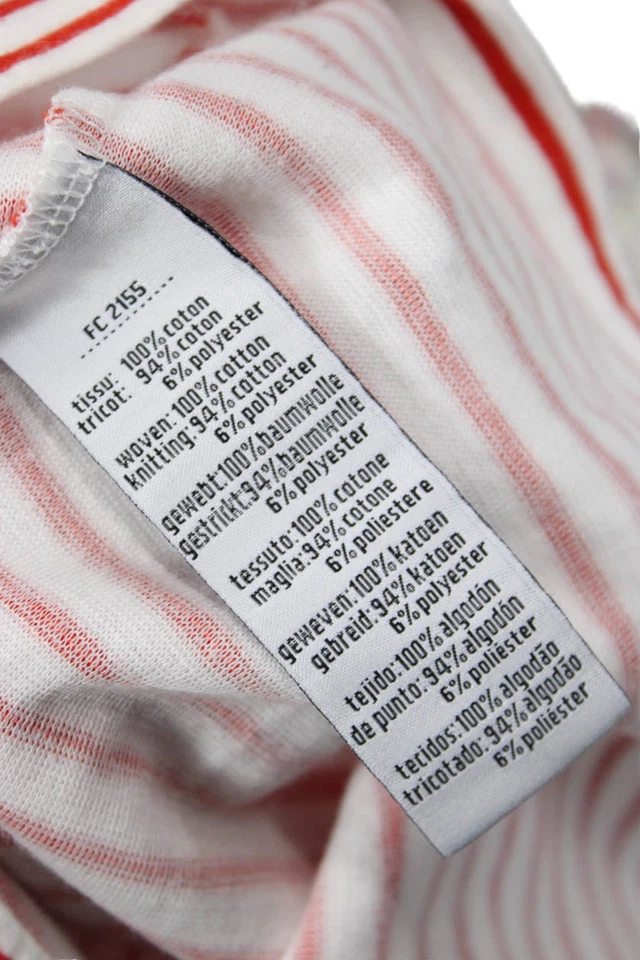 FC 2155
tissu: 100% coton
tricot: 94% coton
6% polyester
woven:100% cotton
knitting:94% cotton
6% polyester
gewebt:100%baumwolle
gestrickt:94%baumwolle
6% polyester
tessuto:100% cotone
maglia:94% cotone
6% poliestere
geweven:100% katoen
gebreid:94% katoen
6% polyester
tejido:100% algodón
de punto:94% algodón
6% poliéster
tecidos:100% algodão
tricotado:94% algodão
6% poliéster